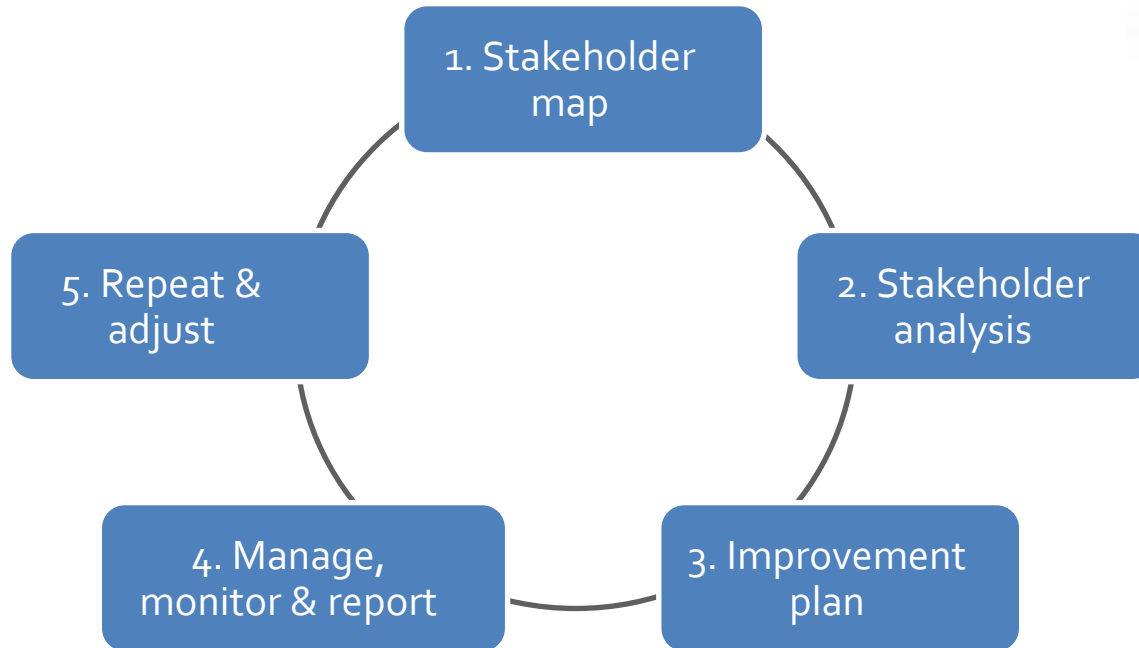 1. Stakeholder
map
2. Stakeholder
analysis
3. Improvement
plan
4. Manage,
monitor & report
5. Repeat &
adjust